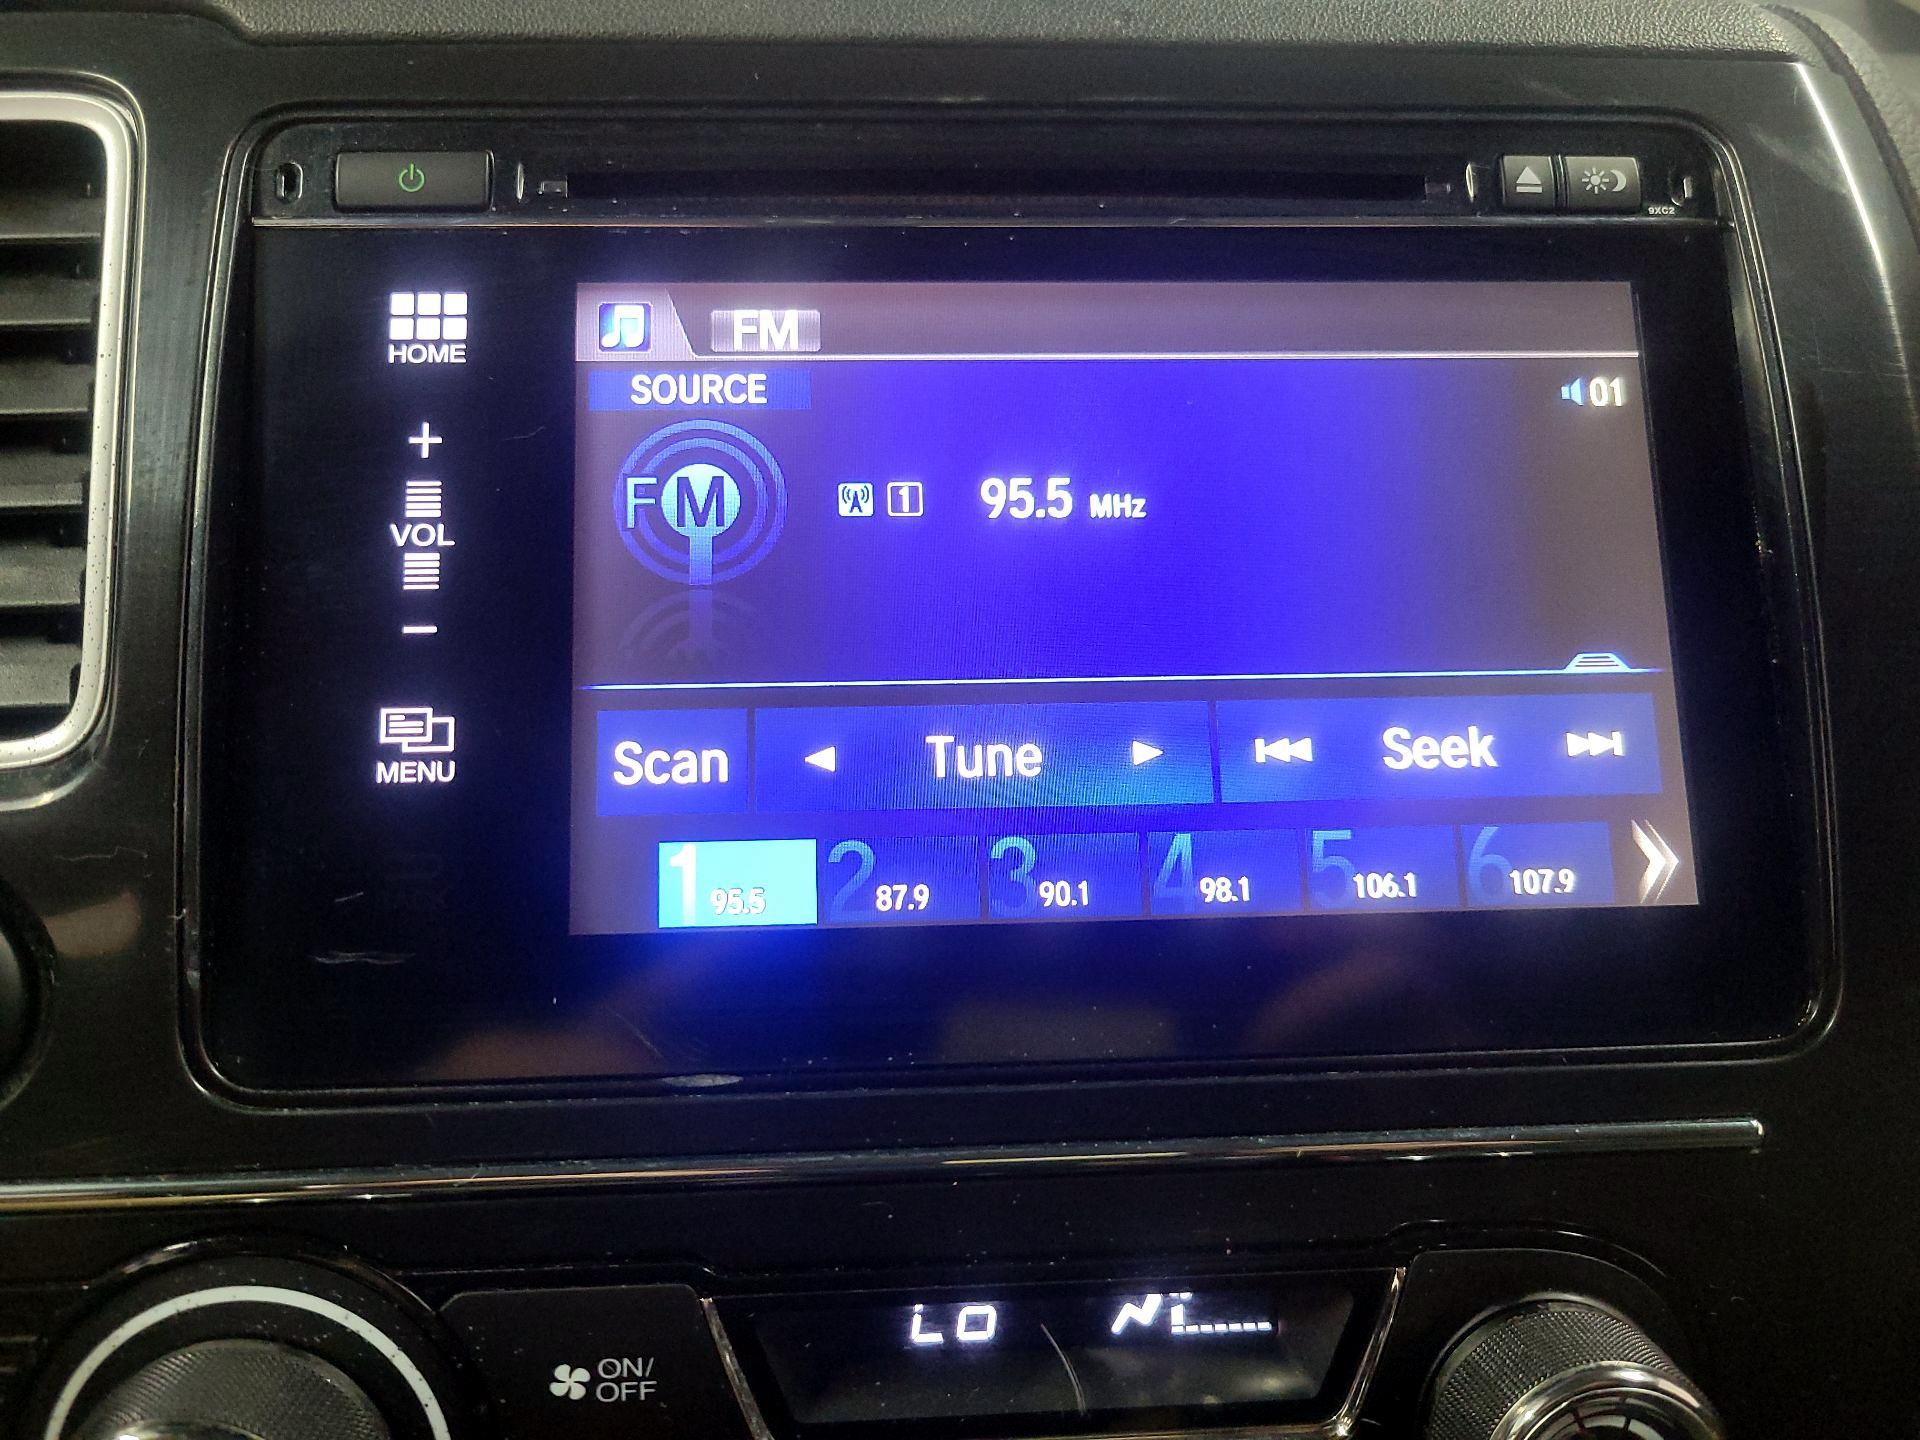 9XC2
HOME
FM
SOURCE
01
+
FM
1 95.5 MHz
VOL
−
Scan Tune Seek
MENU
1 95.5 2 87.9 3 90.1 4 98.1 5 106.1 6 107.9
LO
ON/
OFF